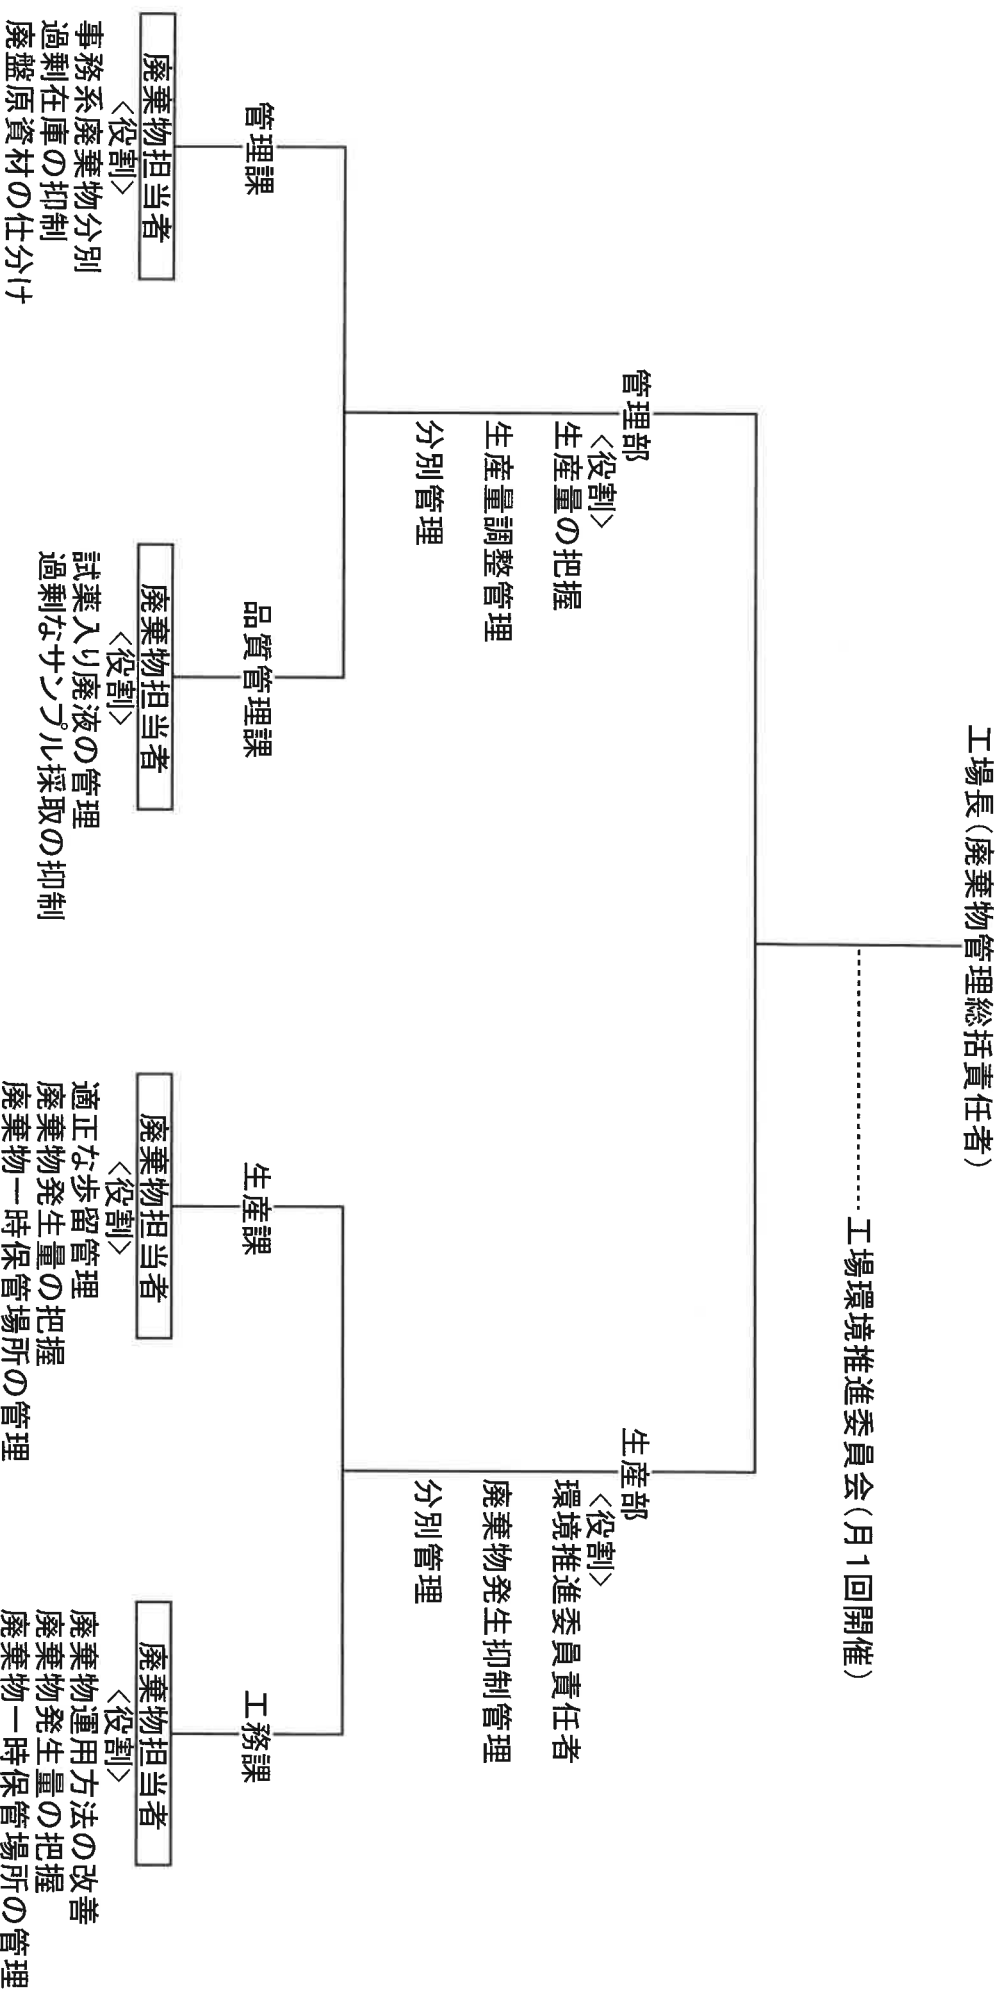 工場長(廃棄物管理総括責任者)
工場環境推進委員会(月1回開催)
管理部
<役割>
生産量の把握
生産量調整管理
分別管理
生産部
<役割>
環境推進委員責任者
廃棄物発生抑制管理
分別管理
管理課
廃棄物担当者
<役割>
事務系廃棄物分別
過剰在庫の抑制
廃盤原資材の仕分け
品質管理課
廃棄物担当者
<役割>
試薬入り廃液の管理
過剰なサンプル採取の抑制
生産課
廃棄物担当者
<役割>
適正な歩留管理
廃棄物発生量の把握
廃棄物一時保管場所の管理
工務課
廃棄物担当者
<役割>
廃棄物運用方法の改善
廃棄物発生量の把握
廃棄物一時保管場所の管理